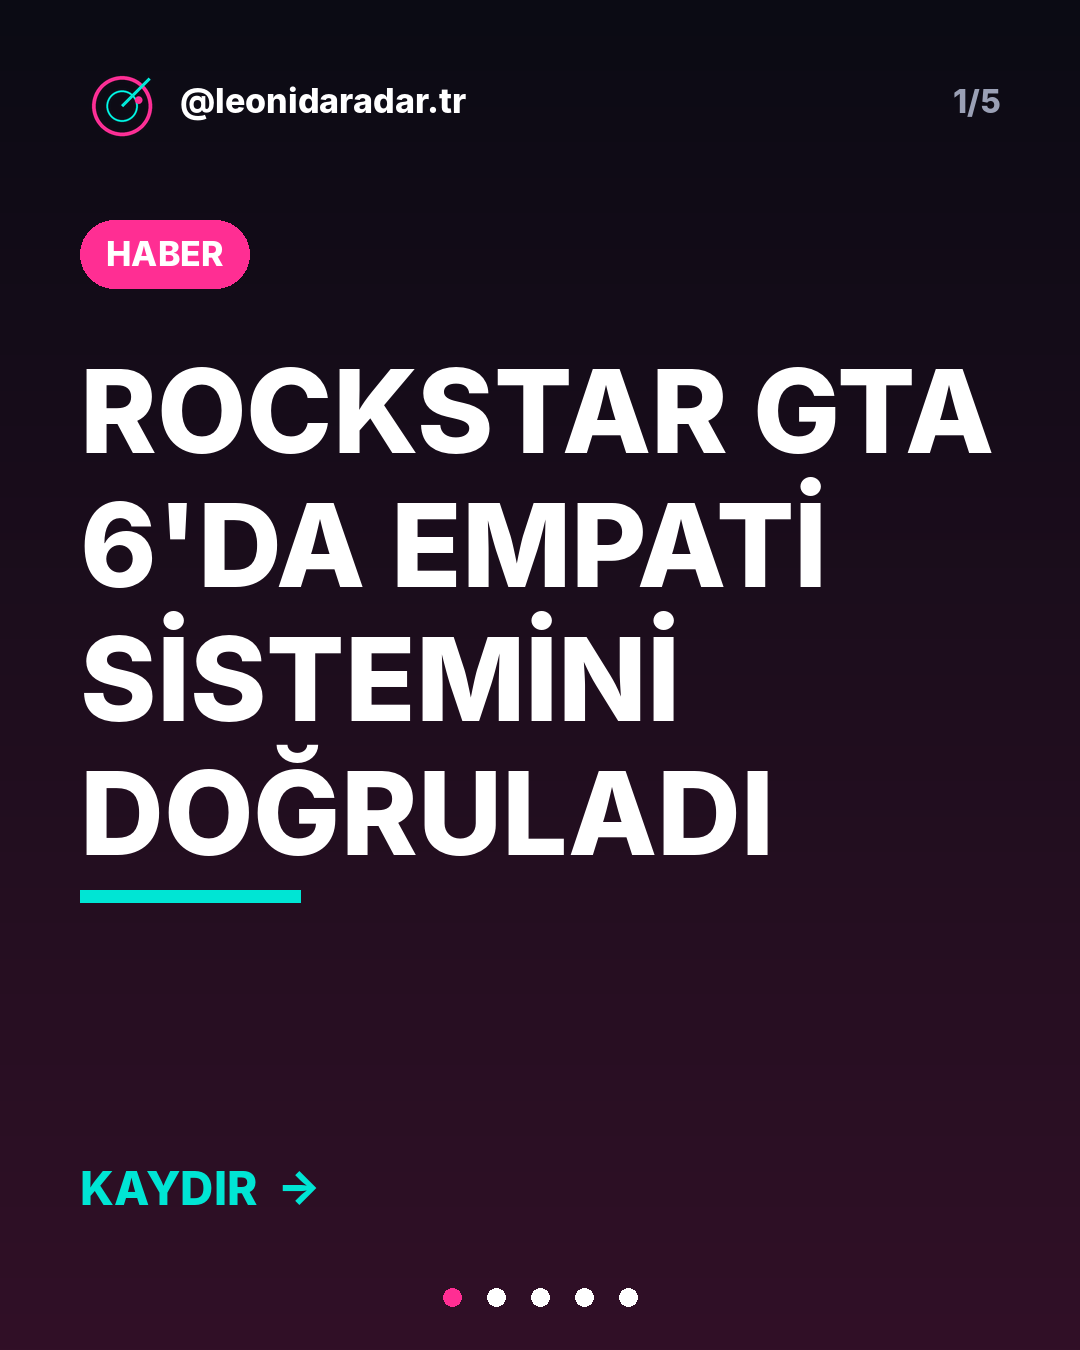 @leonidaradar.tr
1/5
HABER
ROCKSTAR GTA
6'DA EMPATİ
SİSTEMİNİ
DOĞRULADI
KAYDIR →